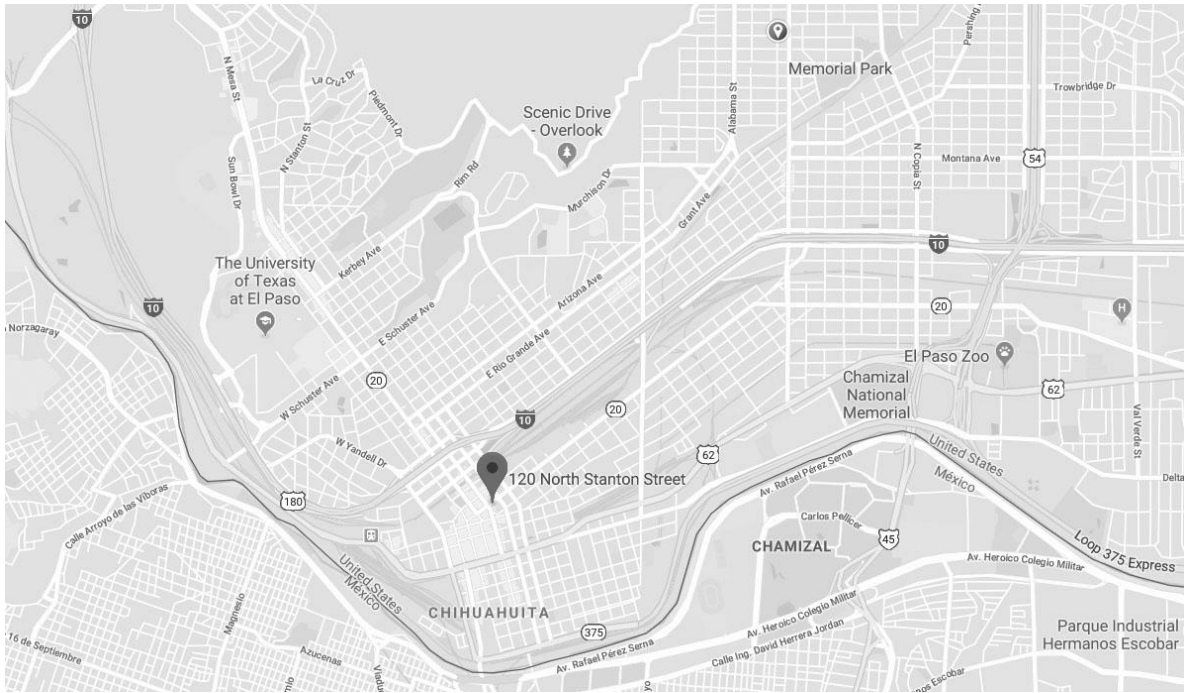 10
N Mesa St
La Cruz Dr
Piedmont Dr
N Stanton St
Sun Bowl Dr
Scenic Drive
- Overlook
Rim Rd
Murchison Dr
Alabama St
Memorial Park
Trowbridge Dr
N Copia St
Montana Ave
54
Grant Ave
10
The University
of Texas
at El Paso
Kerbey Ave
10
E Schuster Ave
Arizona Ave
E Rio Grande Ave
20
H
Norzagaray
W Schuster Ave
20
El Paso Zoo
62
Chamizal
National
Memorial
20
10
W Yandell Dr
62
Val Verde St
United States
México
Av. Rafael Pérez Serna
120 North Stanton Street
180
Calle Arroyo de las Víboras
Delta
Carlos Pellicer
CHAMIZAL
45
Loop 375 Express
Av. Heroico Colegio Militar
United States
México
CHIHUAHUITA
375
Magnesio
Av. Heroico Colegio Militar
Calle Ing. David Herrera Jordan
Parque Industrial
Hermanos Escobar
16 de Septiembre
Azucenas
Av. Rafael Pérez Serna
Escobar